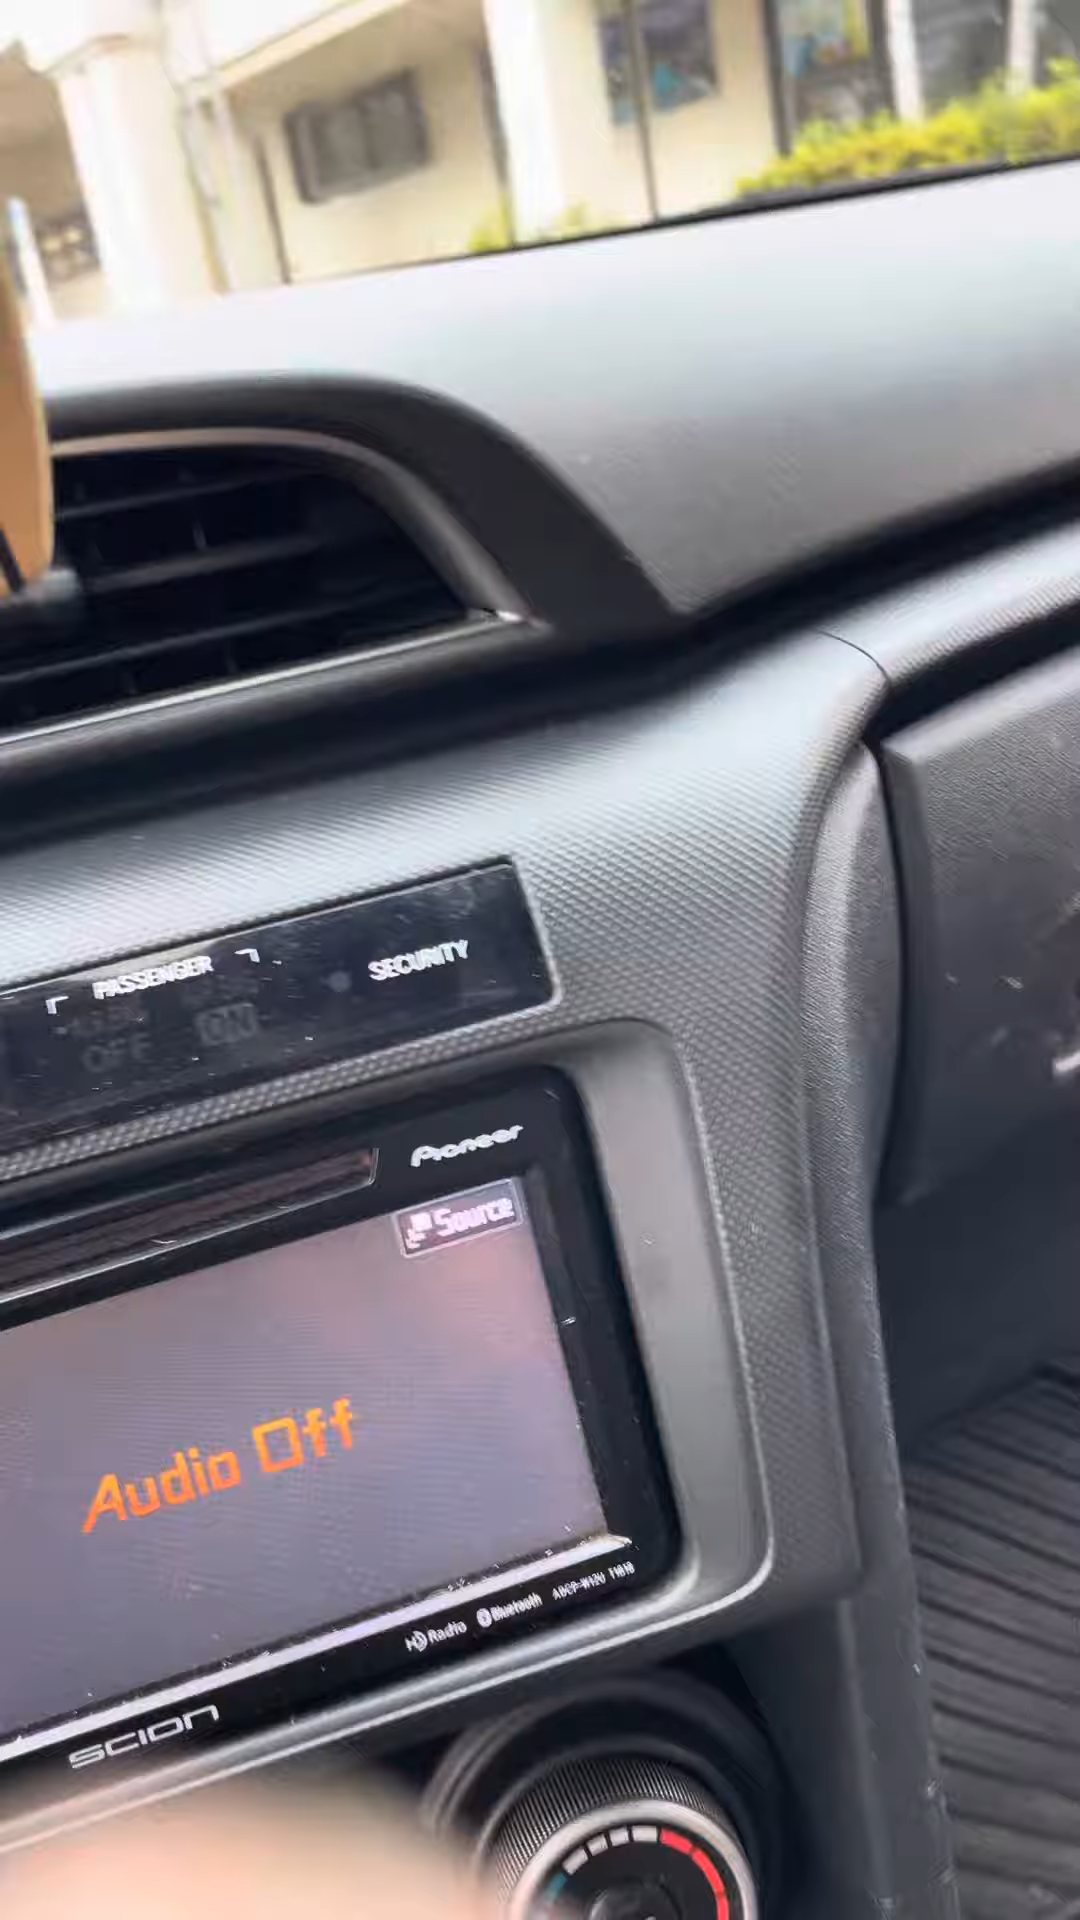 PASSENGER
SECURITY
OFF ON
Pioneer
Source
Audio Off
HD Radio Bluetooth
SCION